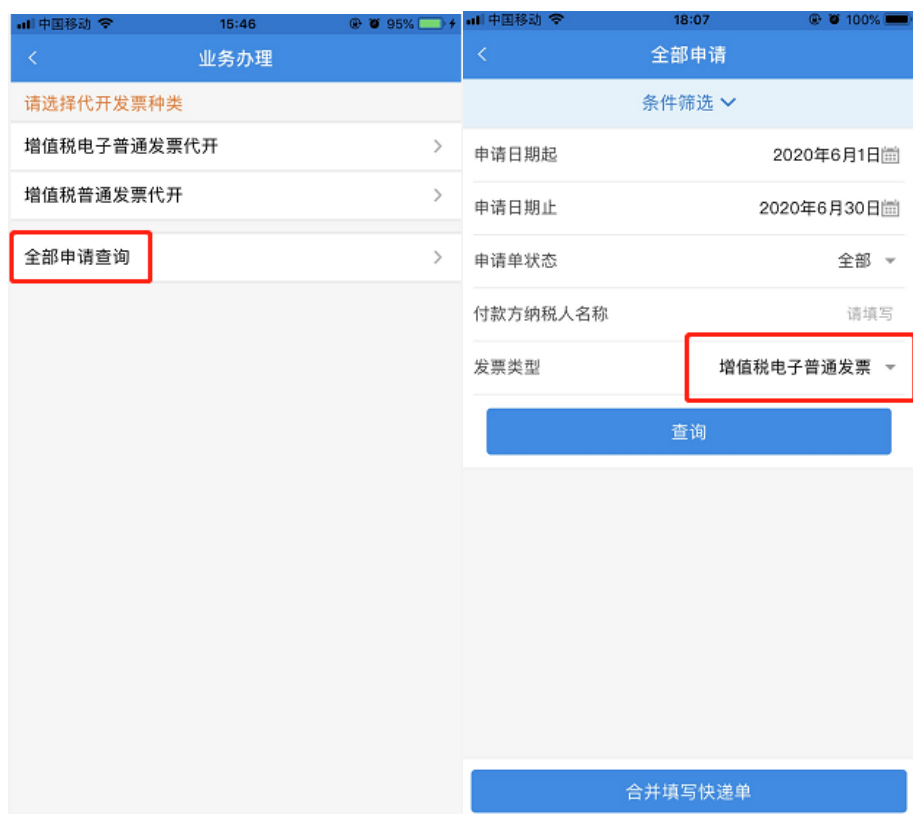 中国移动 15:46 95%
业务办理
请选择代开发票种类
增值税电子普通发票代开
增值税普通发票代开
全部申请查询
中国移动 18:07 100%
全部申请
条件筛选
申请日期起 2020年6月1日
申请日期止 2020年6月30日
申请单状态 全部
付款方纳税人名称 请填写
发票类型 增值税电子普通发票
查询
合并填写快递单